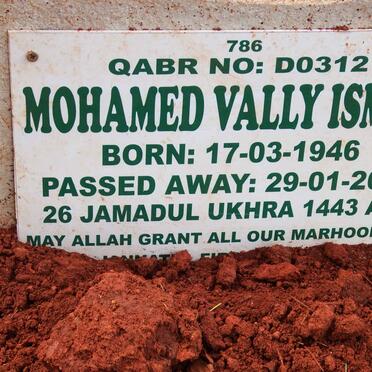 786
QABR NO: D0312
MOHAMED VALLY ISM
BORN: 17-03-1946
PASSED AWAY: 29-01-20
26 JAMADUL UKHRA 1443 A
MAY ALLAH GRANT ALL OUR MARHOO